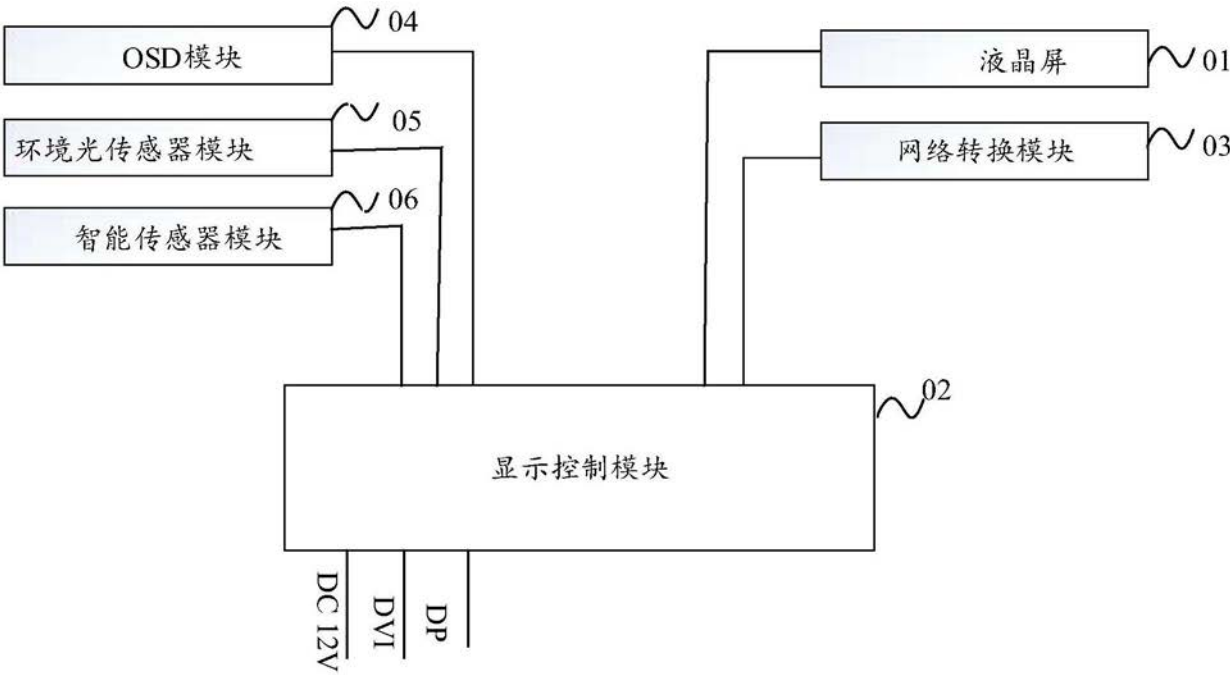 04
OSD模块
05
环境光传感器模块
06
智能传感器模块
液晶屏
01
网络转换模块
03
02
显示控制模块
DC 12V
DVI
DP